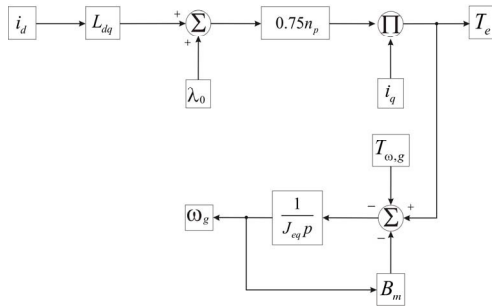 i_d L_dq + Σ 0.75n_p ∏ T_e
+
λ_0 i_q
T_ω,g
ω_g 1/(J_eq p) − Σ +
−
B_m